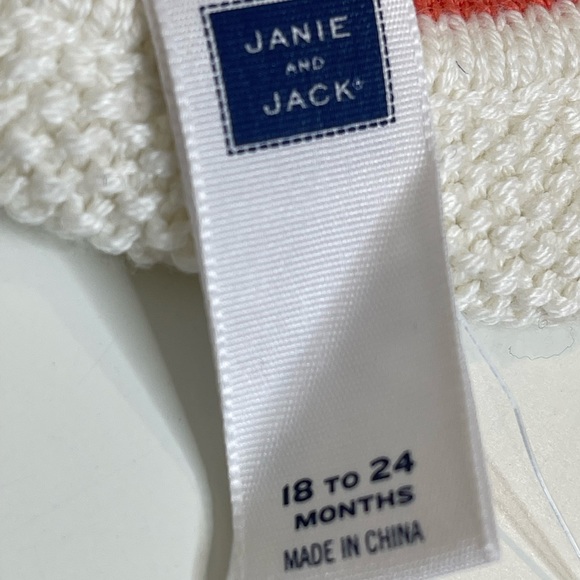 JANIE
AND
JACK®
18 TO 24
MONTHS
MADE IN CHINA